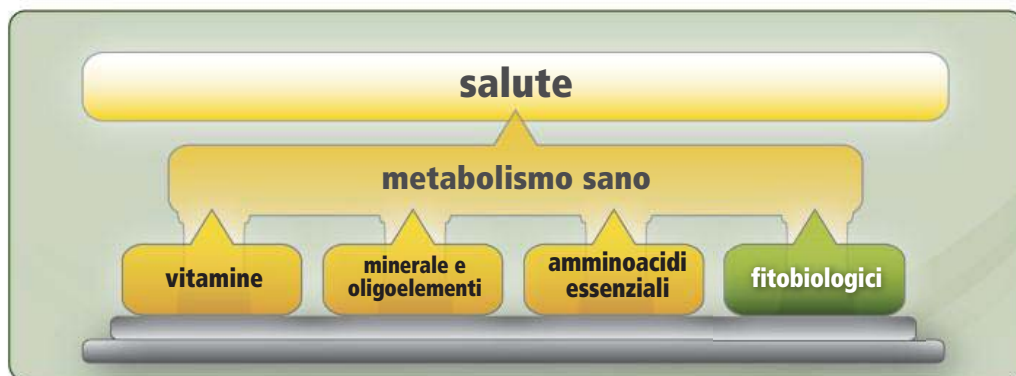 salute
metabolismo sano
vitamine
minerale e
oligoelementi
amminoacidi
essenziali
fitobiologici